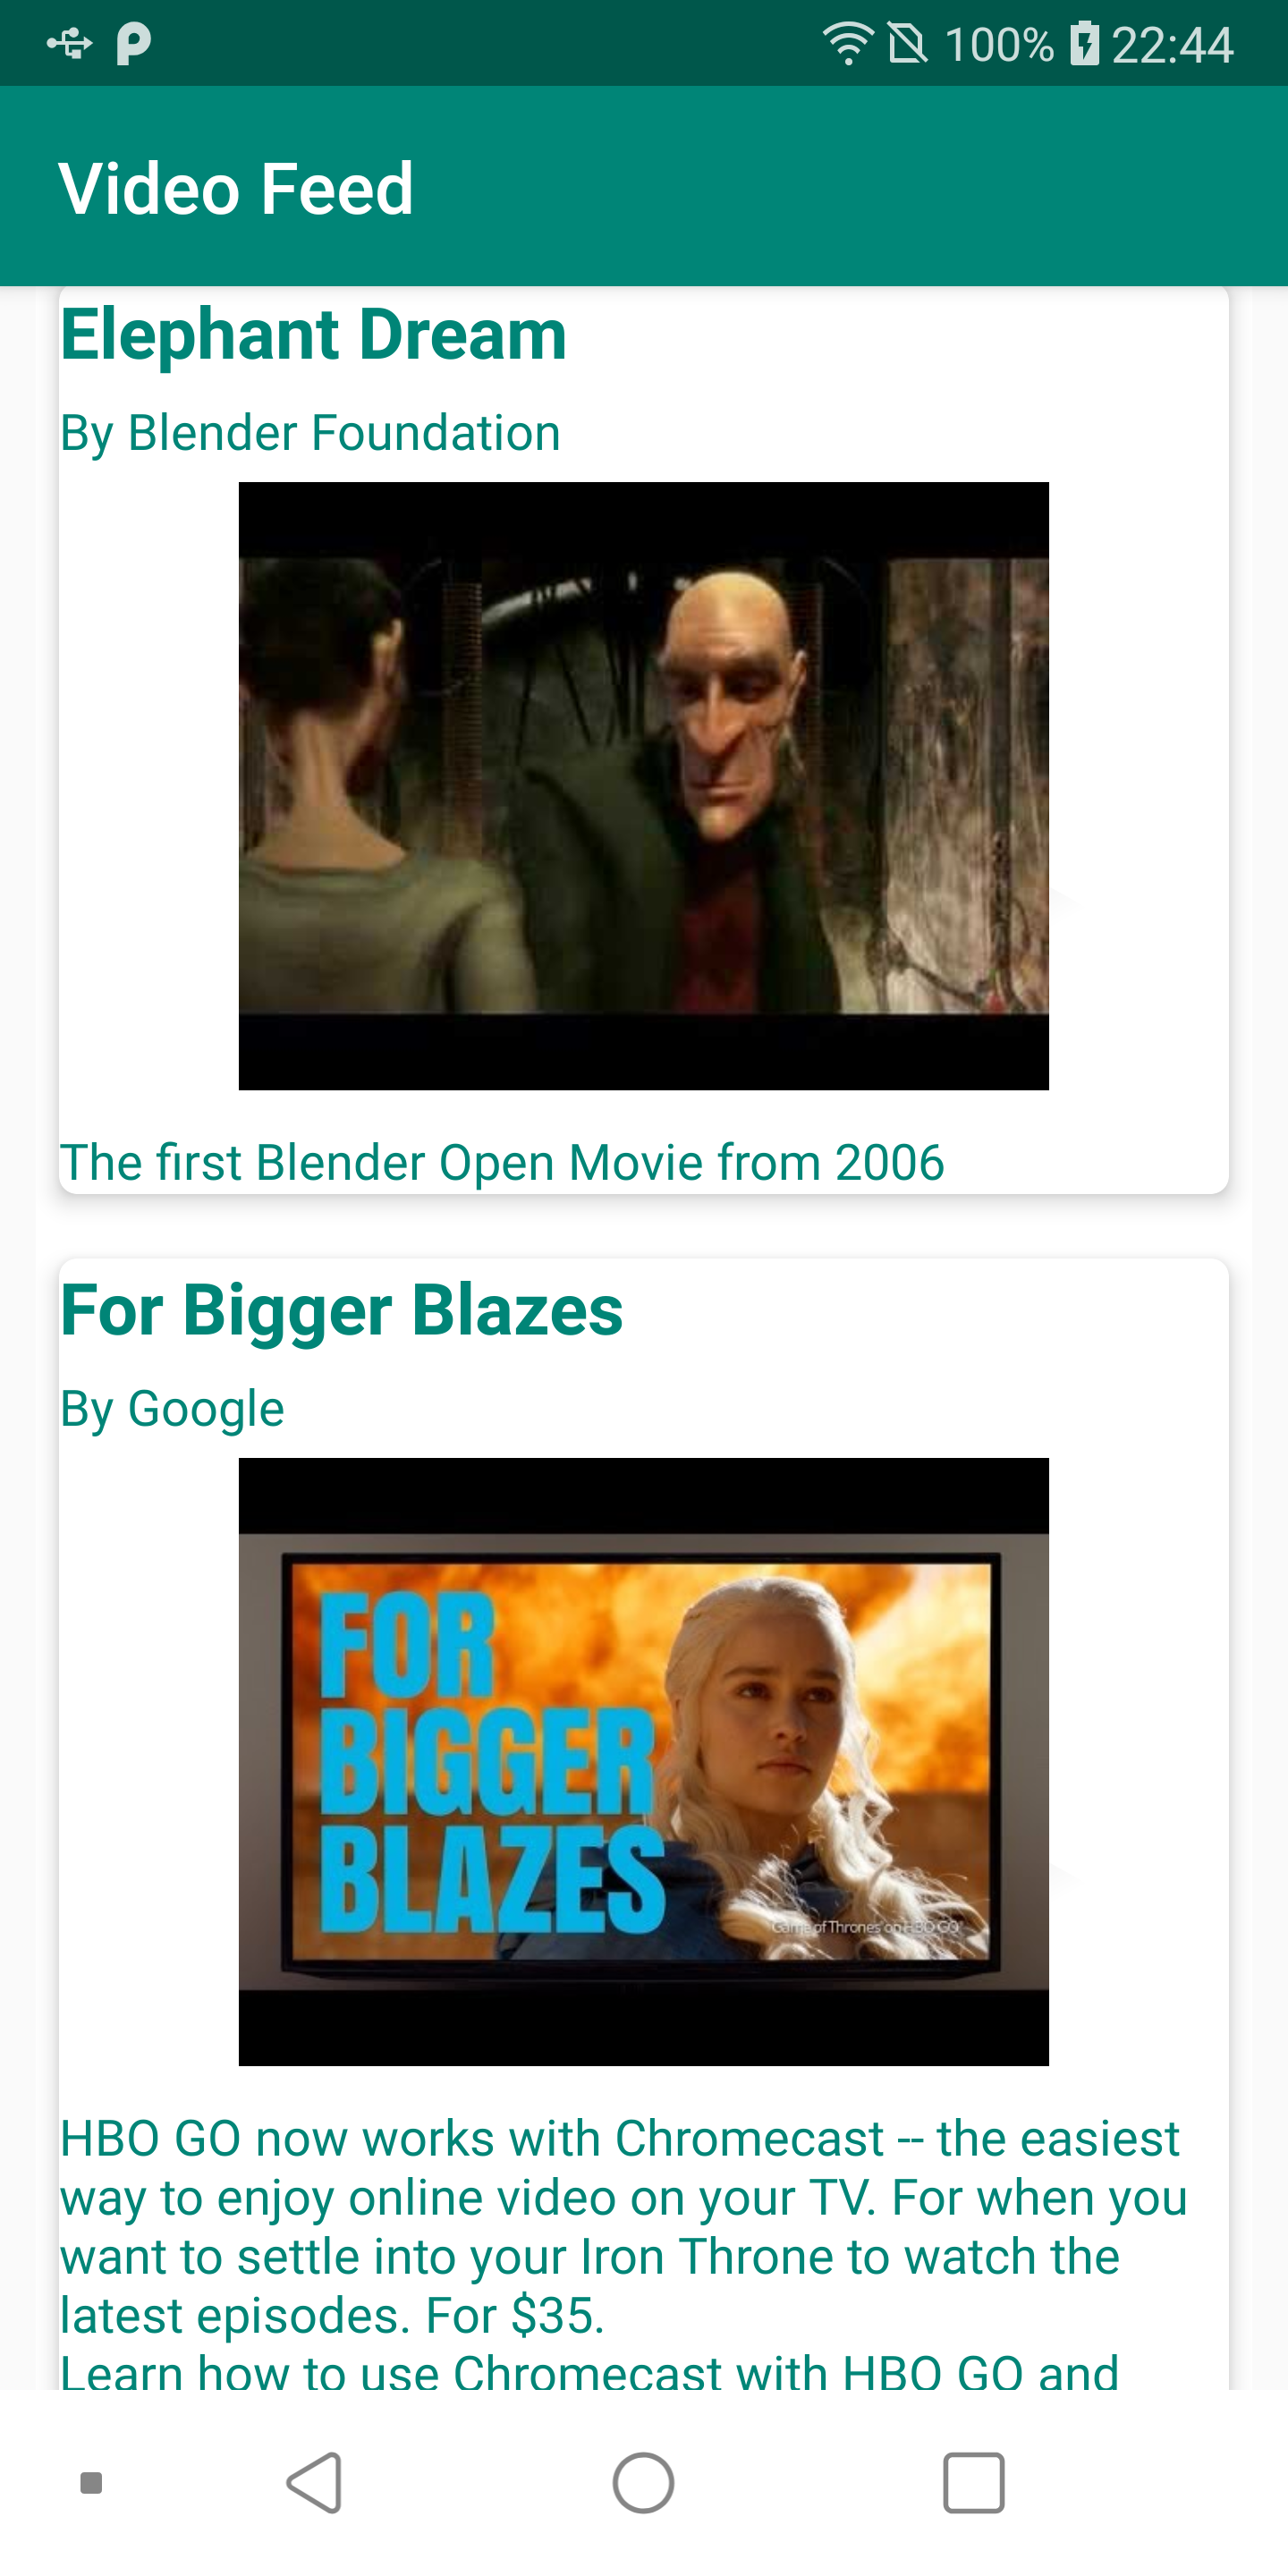 100% 22:44
Video Feed
Elephant Dream
By Blender Foundation
The first Blender Open Movie from 2006
For Bigger Blazes
By Google
FOR
BIGGER
BLAZES
Game of Thrones on HBO GO
HBO GO now works with Chromecast -- the easiest
way to enjoy online video on your TV. For when you
want to settle into your Iron Throne to watch the
latest episodes. For $35.
Learn how to use Chromecast with HBO GO and